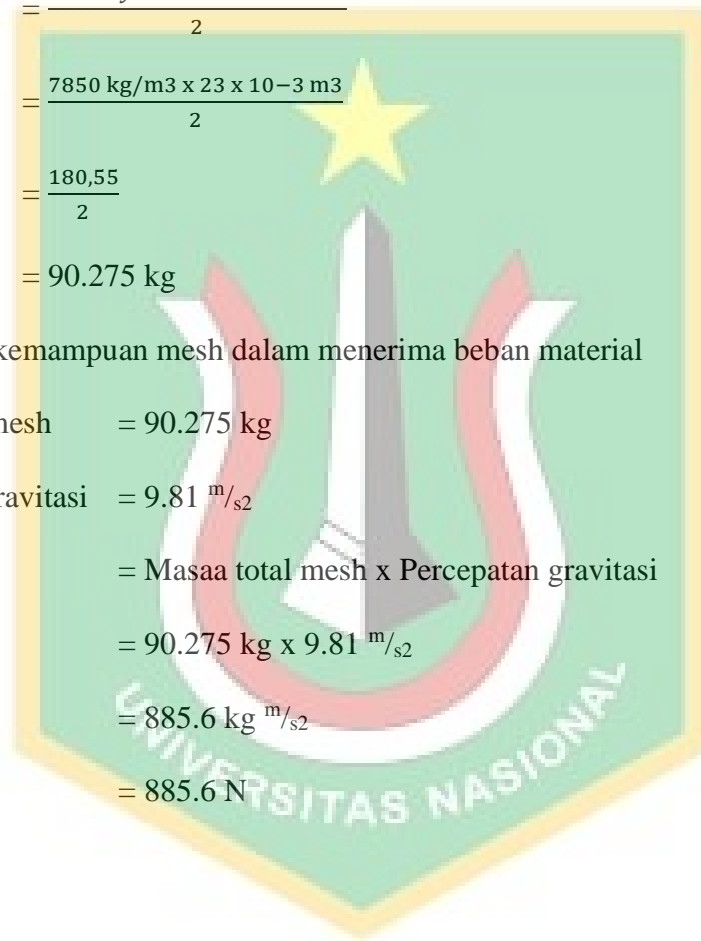 =
2
= 7850 kg/m3 x 23 x 10−3 m3
2
= 180,55
2
= 90.275 kg
kemampuan mesh dalam menerima beban material
mesh = 90.275 kg
ravitasi = 9.81 m/s2
= Masaa total mesh x Percepatan gravitasi
= 90.275 kg x 9.81 m/s2
= 885.6 kg m/s2
= 885.6 N
UNIVERSITAS NASIONAL